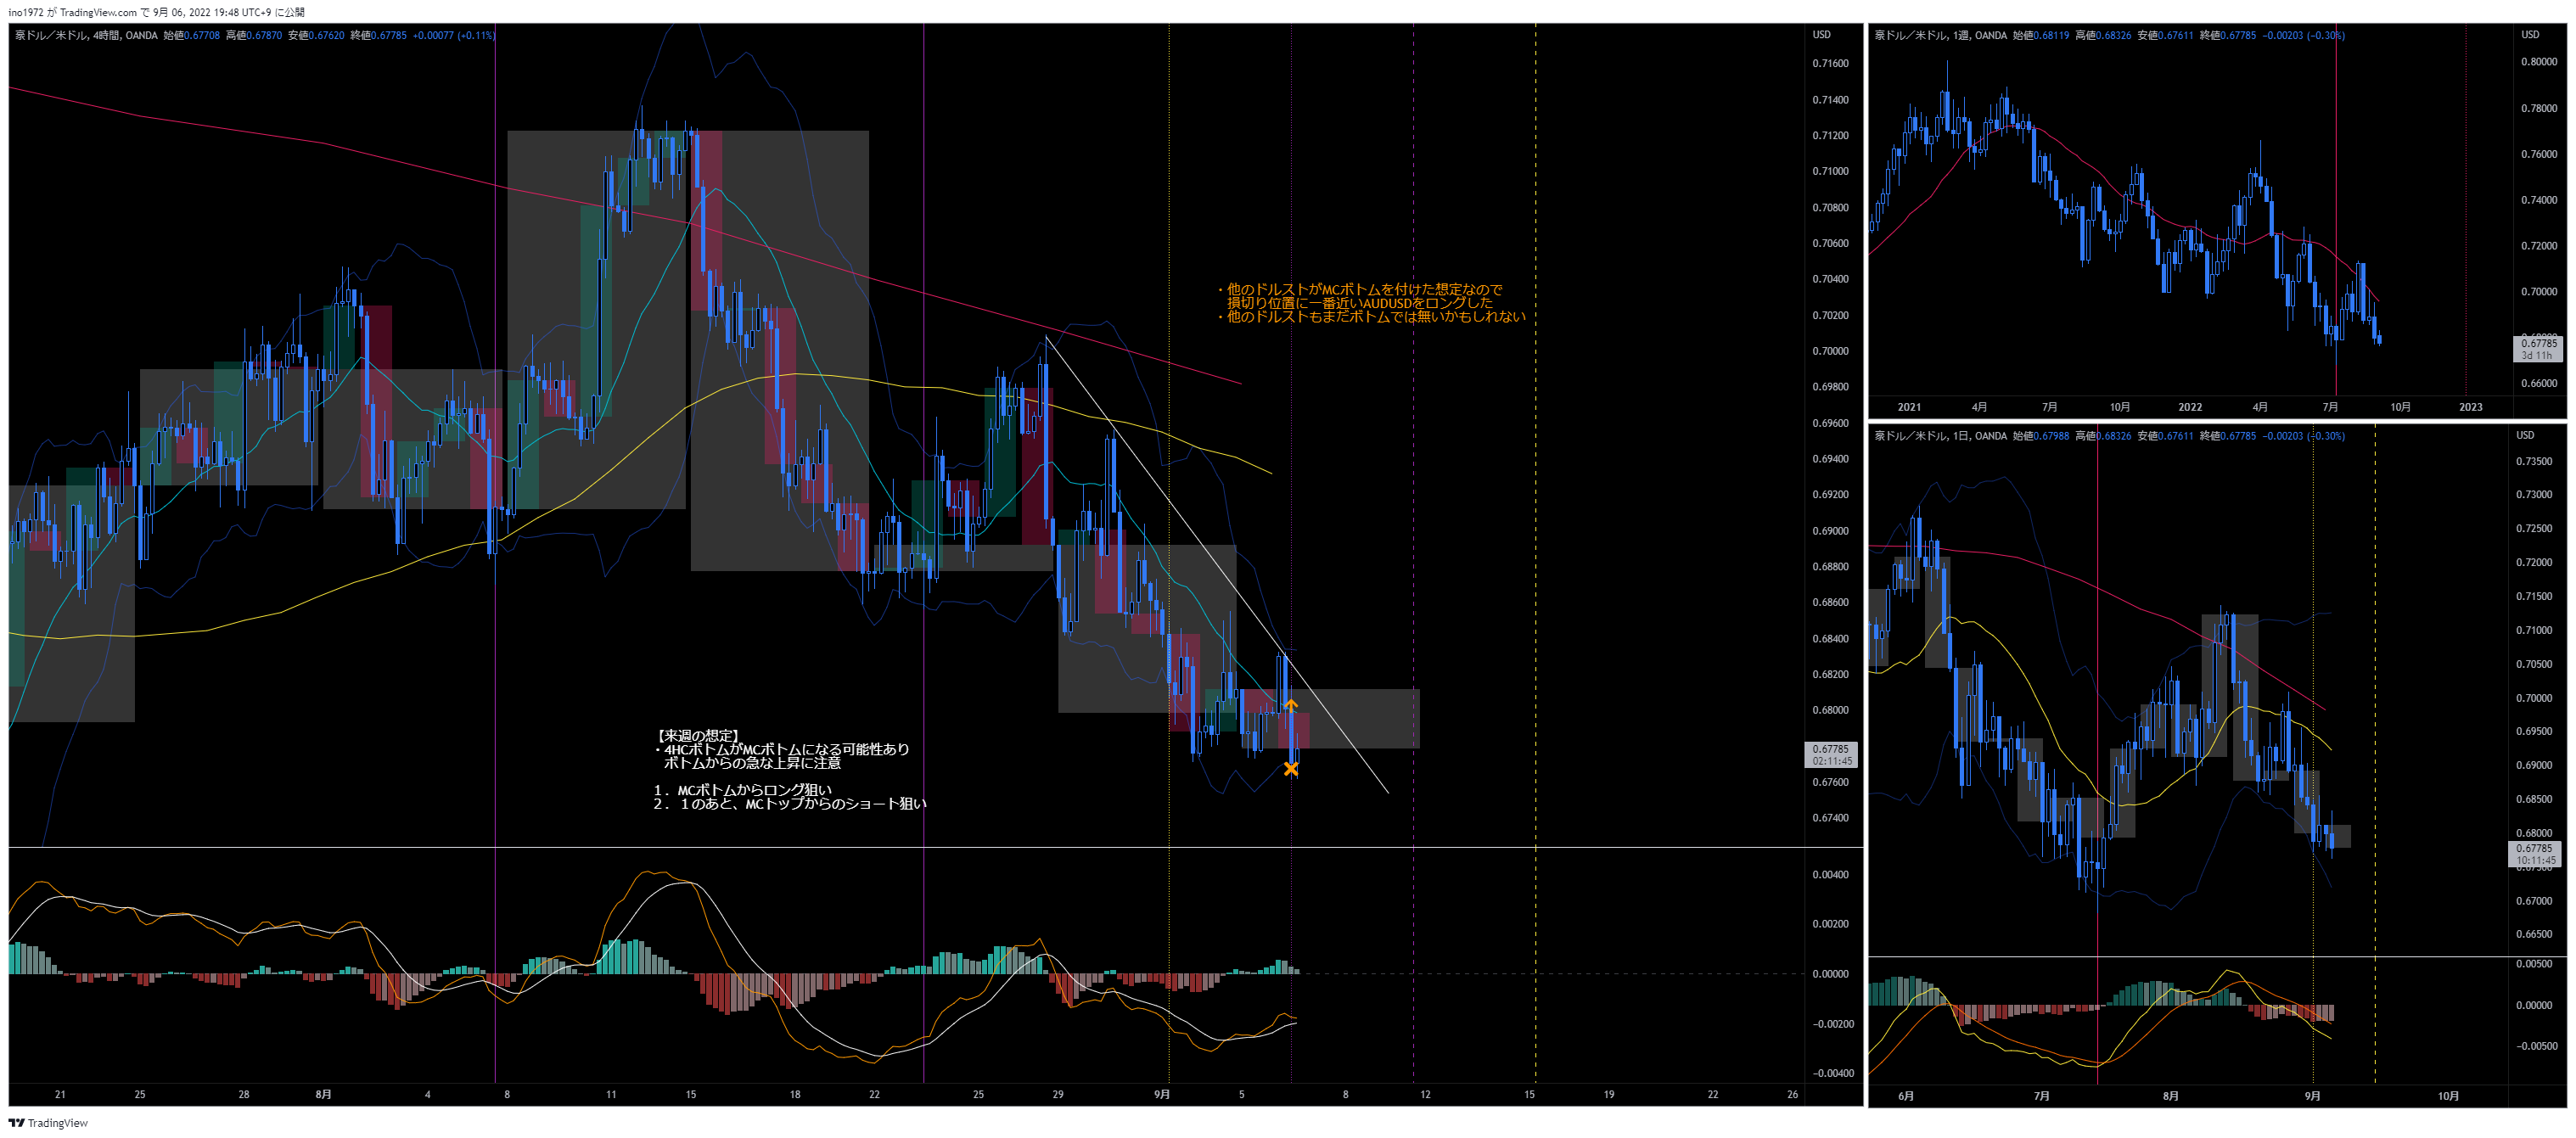 ino1972 が TradingView.com で 9月 06, 2022 19:48 UTC+9 に公開
豪ドル／米ドル, 4時間, OANDA 始値0.67708 高値0.67870 安値0.67620 終値0.67785 +0.00077 (+0.11%)
USD
0.71600
0.71400
0.71200
0.71000
0.70800
0.70600
0.70400
0.70200
0.70000
0.69800
0.69600
0.69400
0.69200
0.69000
0.68800
0.68600
0.68400
0.68200
0.68000
0.67785
02:11:45
0.67600
0.67400
・他のドルストがMCボトムを付けた想定なので
損切り位置に一番近いAUDUSDをロングした
・他のドルストもまだボトムでは無いかもしれない
【来週の想定】
・4HCボトムがMCボトムになる可能性あり
ボトムからの急な上昇に注意
１．MCボトムからロング狙い
２．１のあと、MCトップからのショート狙い
0.00400
0.00200
0.00000
−0.00200
−0.00400
21 25 28 8月 4 8 11 15 18 22 25 29 9月 5 8 12 15 19 22 26
豪ドル／米ドル, 1週, OANDA 始値0.68119 高値0.68326 安値0.67611 終値0.67785 −0.00203 (−0.30%)
USD
0.80000
0.78000
0.76000
0.74000
0.72000
0.70000
0.67785
3d 11h
0.66000
2021 4月 7月 10月 2022 4月 7月 10月 2023
豪ドル／米ドル, 1日, OANDA 始値0.67988 高値0.68326 安値0.67611 終値0.67785 −0.00203 (−0.30%)
USD
0.73500
0.73000
0.72500
0.72000
0.71500
0.71000
0.70500
0.70000
0.69500
0.69000
0.68500
0.68000
0.67785
10:11:45
0.67000
0.66500
0.00500
0.00000
−0.00500
6月 7月 8月 9月 10月
TradingView